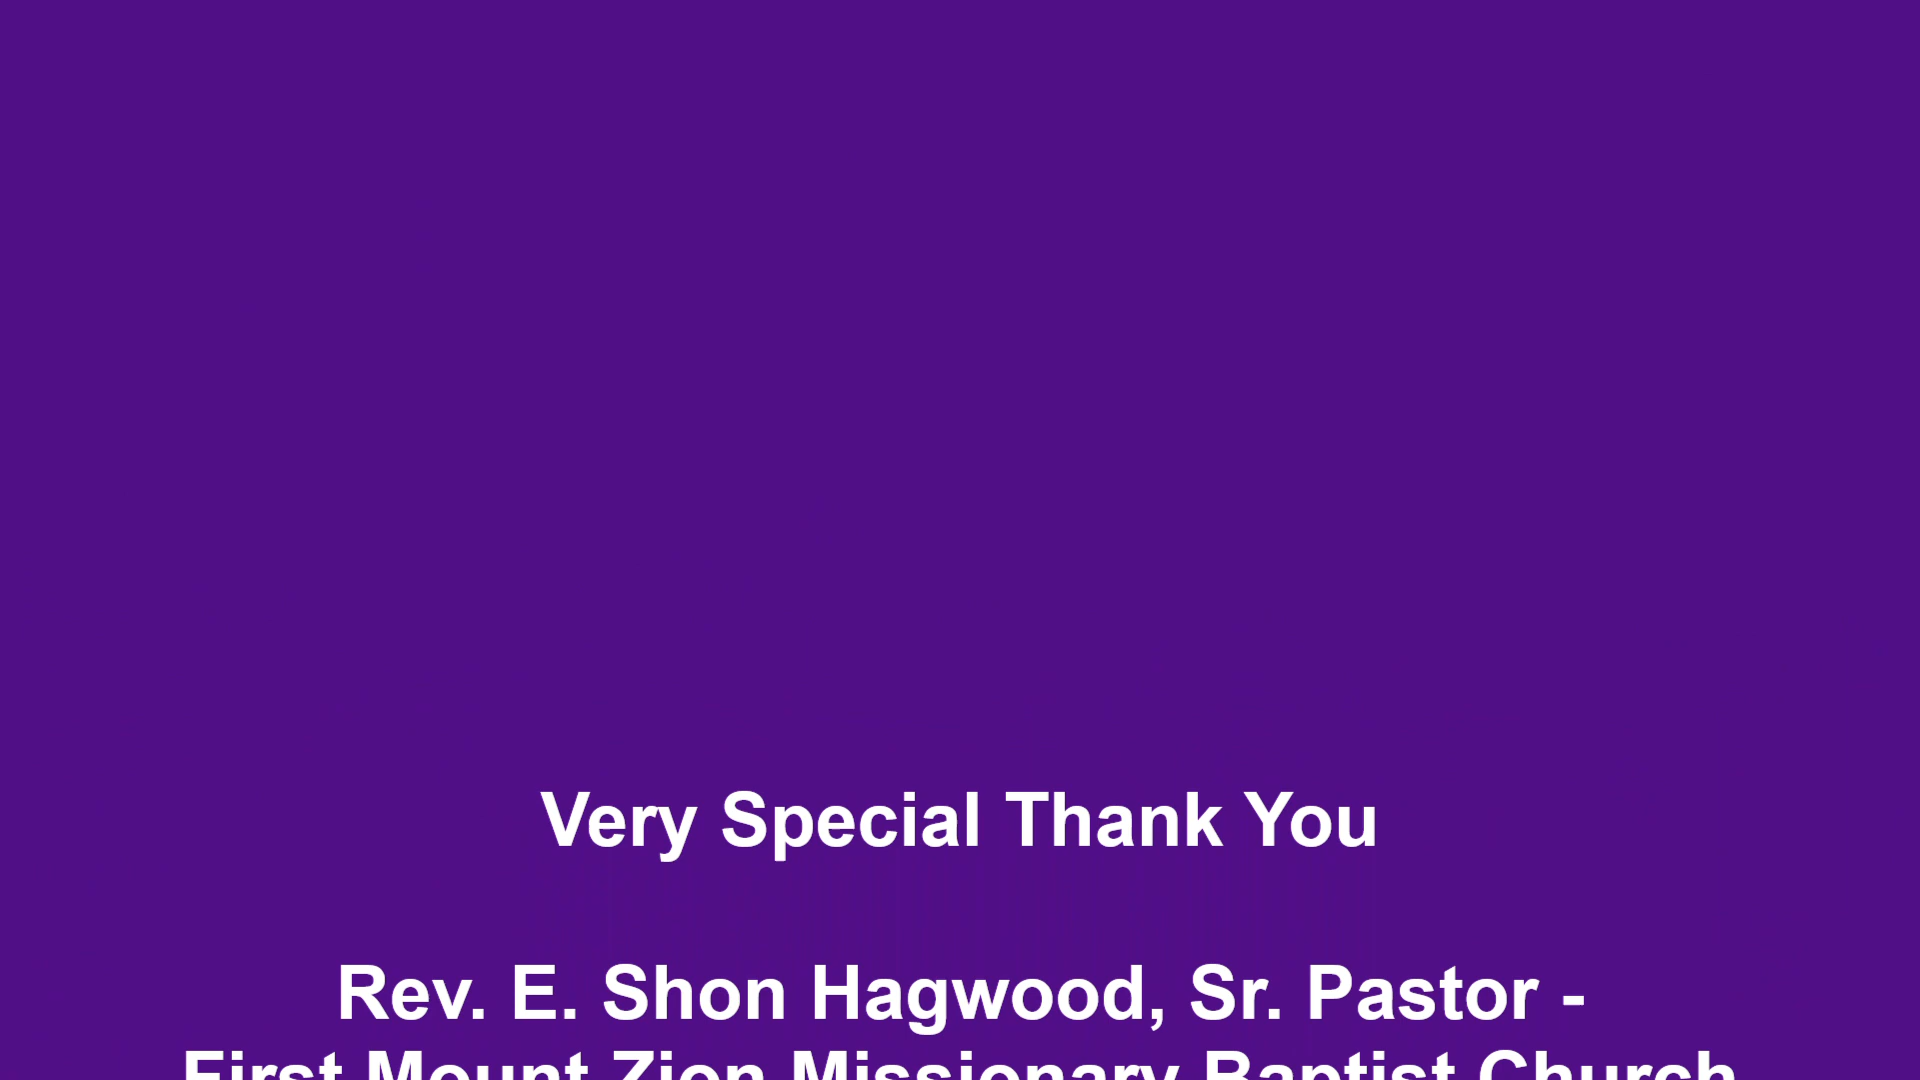 Very Special Thank You
Rev. E. Shon Hagwood, Sr. Pastor -
First Mount Zion Missionary Baptist Church